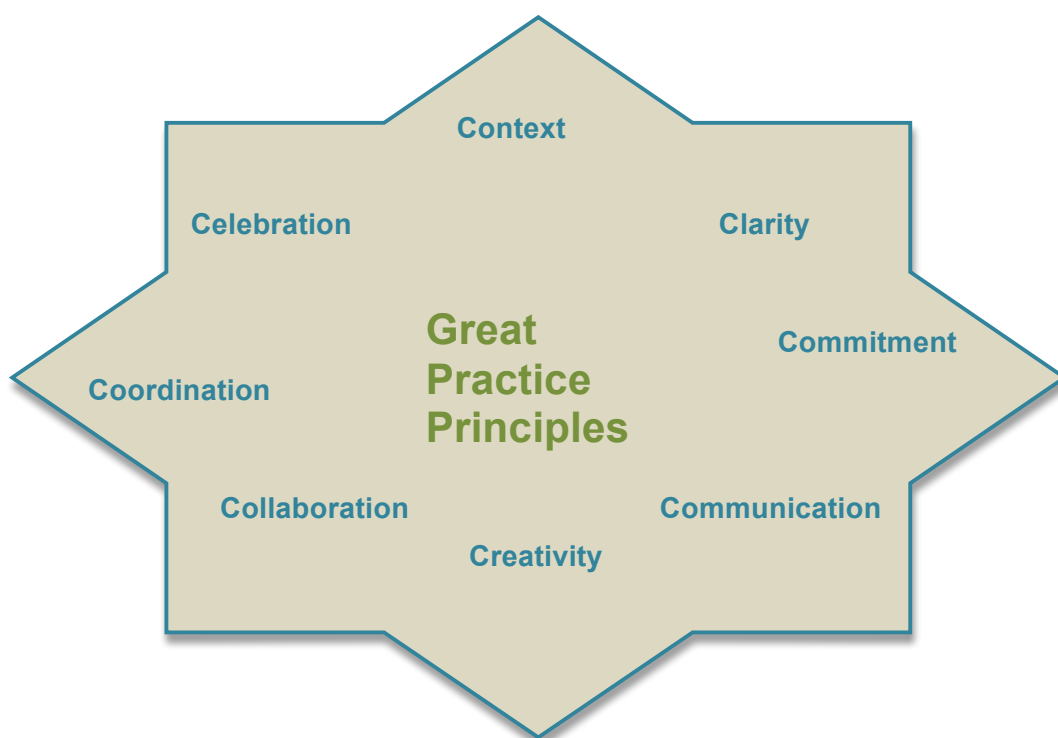 Context
Celebration
Clarity
Great
Practice
Principles
Commitment
Coordination
Collaboration
Communication
Creativity